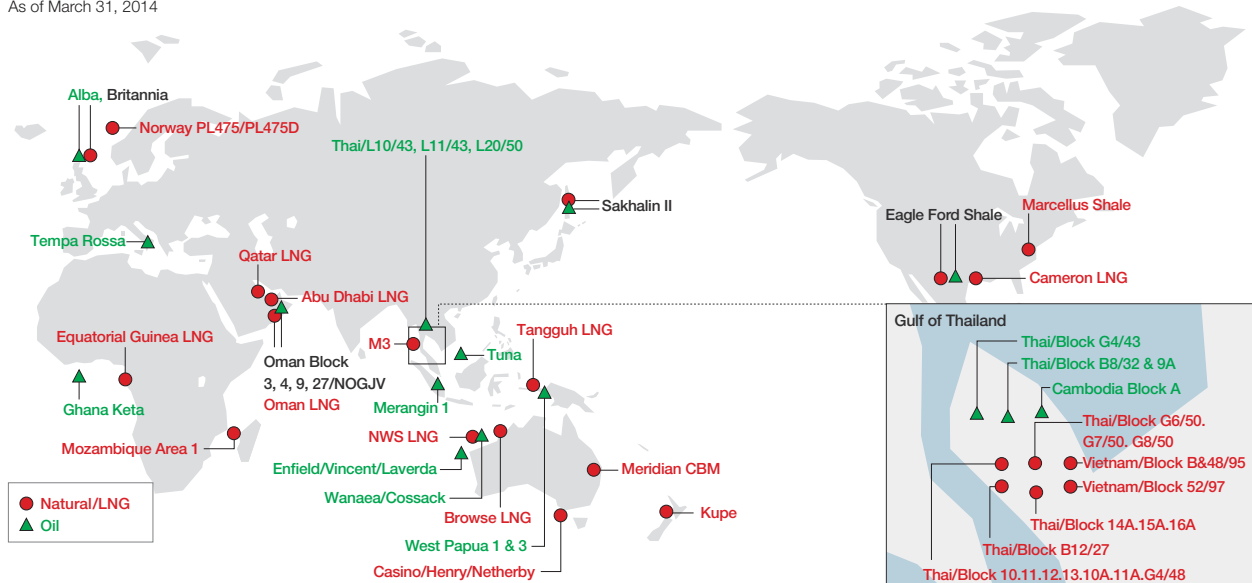 As of March 31, 2014
Alba, Britannia
Norway PL475/PL475D
Thai/L10/43, L11/43, L20/50
Sakhalin II
Eagle Ford Shale
Marcellus Shale
Tempa Rossa
Qatar LNG
Abu Dhabi LNG
Cameron LNG
Equatorial Guinea LNG
M3
Tangguh LNG
Tuna
Oman Block
3, 4, 9, 27/NOGJV
Oman LNG
Ghana Keta
Merangin 1
Mozambique Area 1
NWS LNG
Enfield/Vincent/Laverda
Meridian CBM
Wanaea/Cossack
Browse LNG
Kupe
West Papua 1 & 3
Casino/Henry/Netherby
Natural/LNG
Oil
Gulf of Thailand
Thai/Block G4/43
Thai/Block B8/32 & 9A
Cambodia Block A
Thai/Block G6/50.
G7/50. G8/50
Vietnam/Block B&48/95
Vietnam/Block 52/97
Thai/Block 14A.15A.16A
Thai/Block B12/27
Thai/Block 10.11.12.13.10A.11A.G4/48